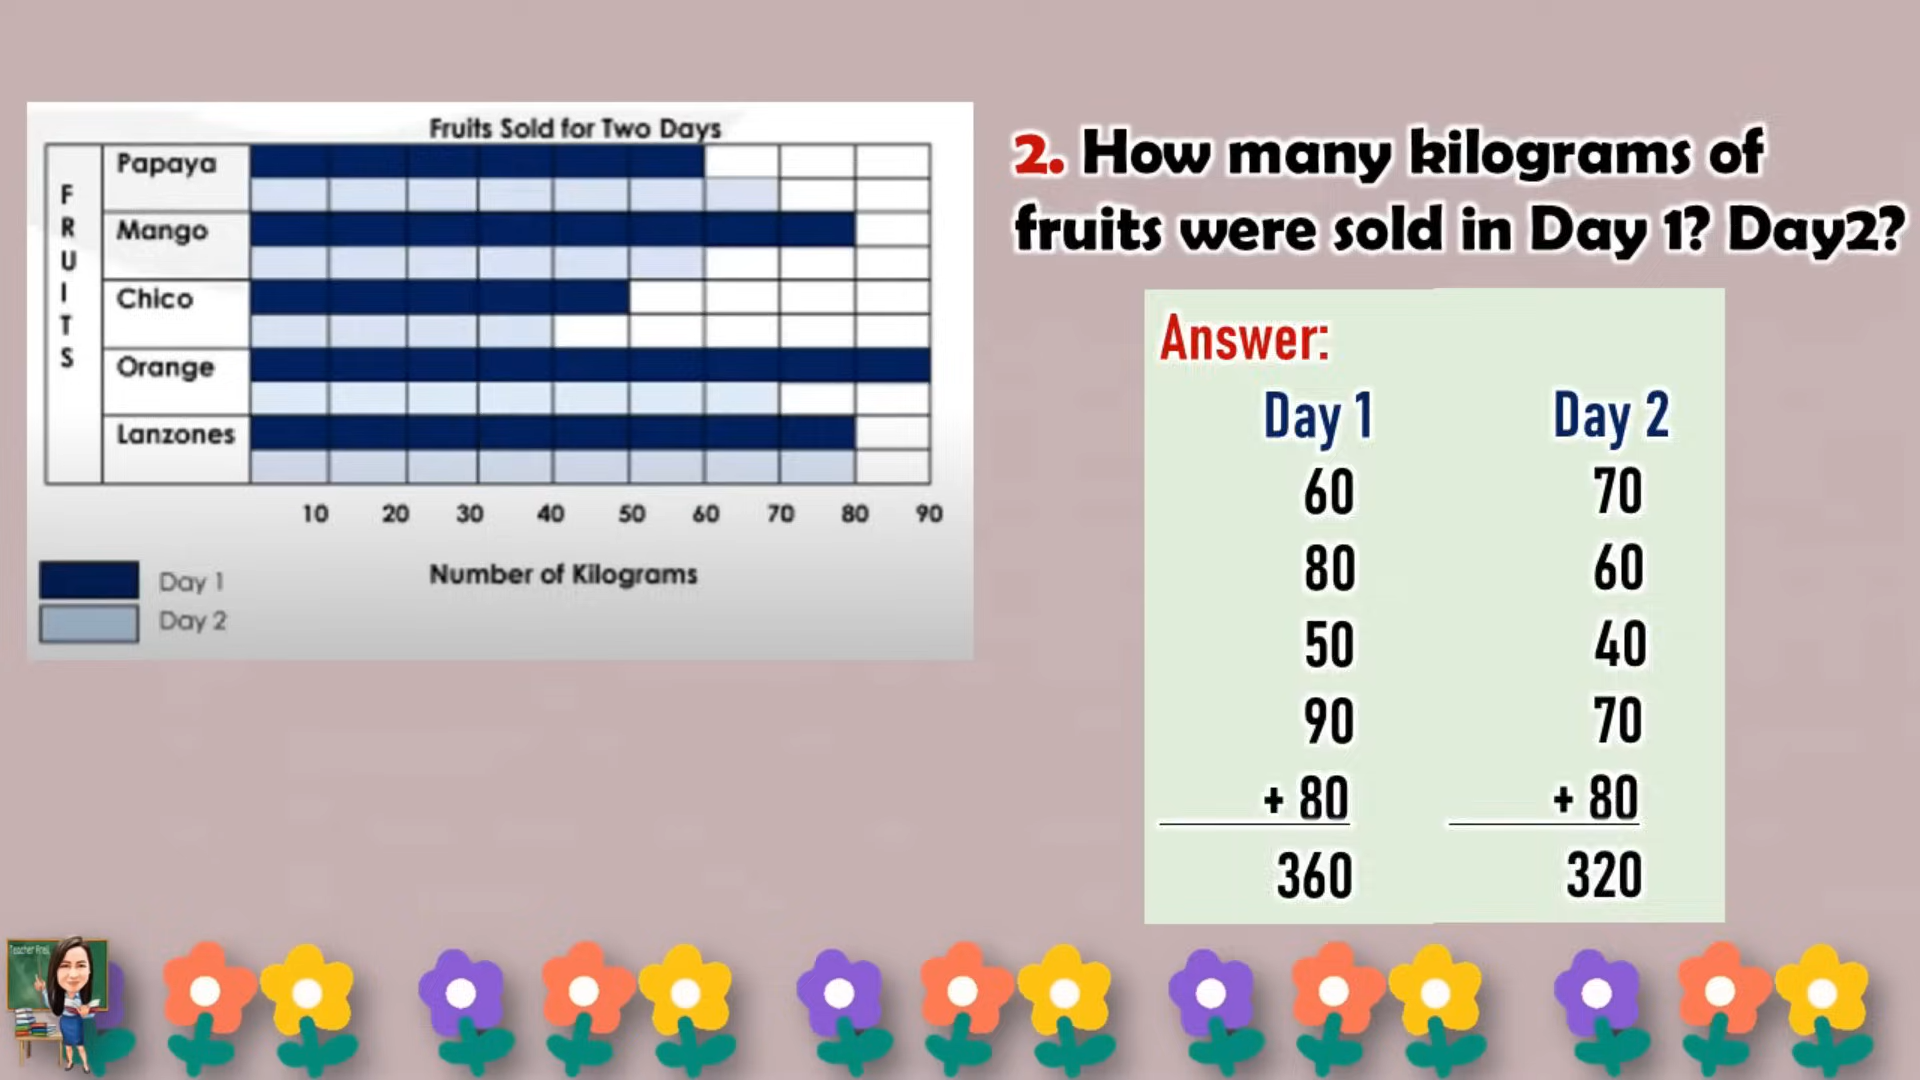 Fruits Sold for Two Days
FRUITS
Papaya
Mango
Chico
Orange
Lanzones
10 20 30 40 50 60 70 80 90
Number of Kilograms
Day 1
Day 2
2. How many kilograms of
fruits were sold in Day 1? Day2?
Answer:
Day 1 Day 2
60 70
80 60
50 40
90 70
+ 80 + 80
360 320